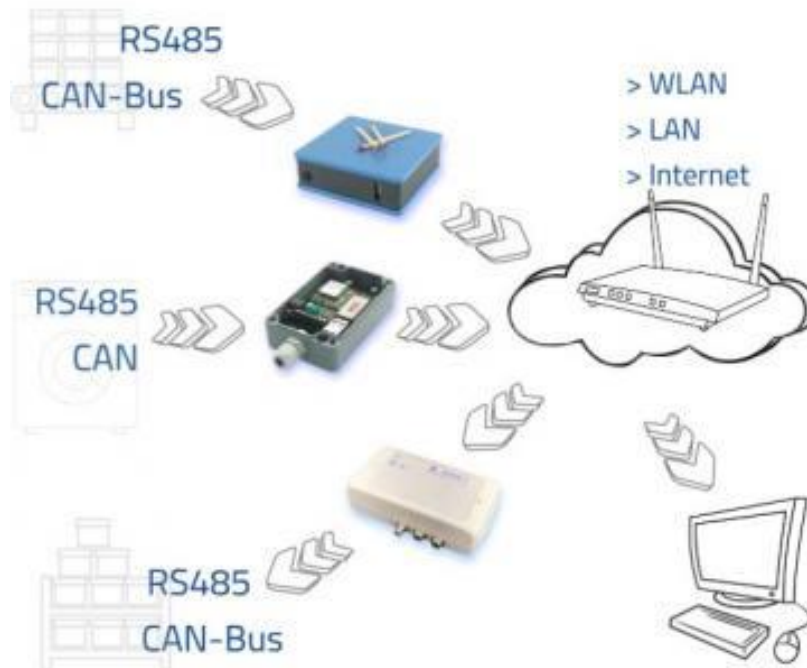 RS485
CAN-Bus
> WLAN
> LAN
> Internet
RS485
CAN
RS485
CAN-Bus